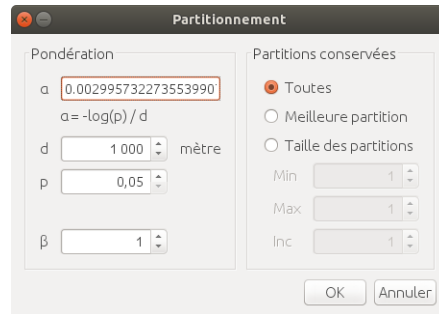 Partitionnement
Pondération
α 0.0029957322735539907
α = -log(p) / d
d 1 000 mètre
p 0,05
β 1
Partitions conservées
Toutes
Meilleure partition
Taille des partitions
Min 1
Max 1
Inc 1
OK
Annuler